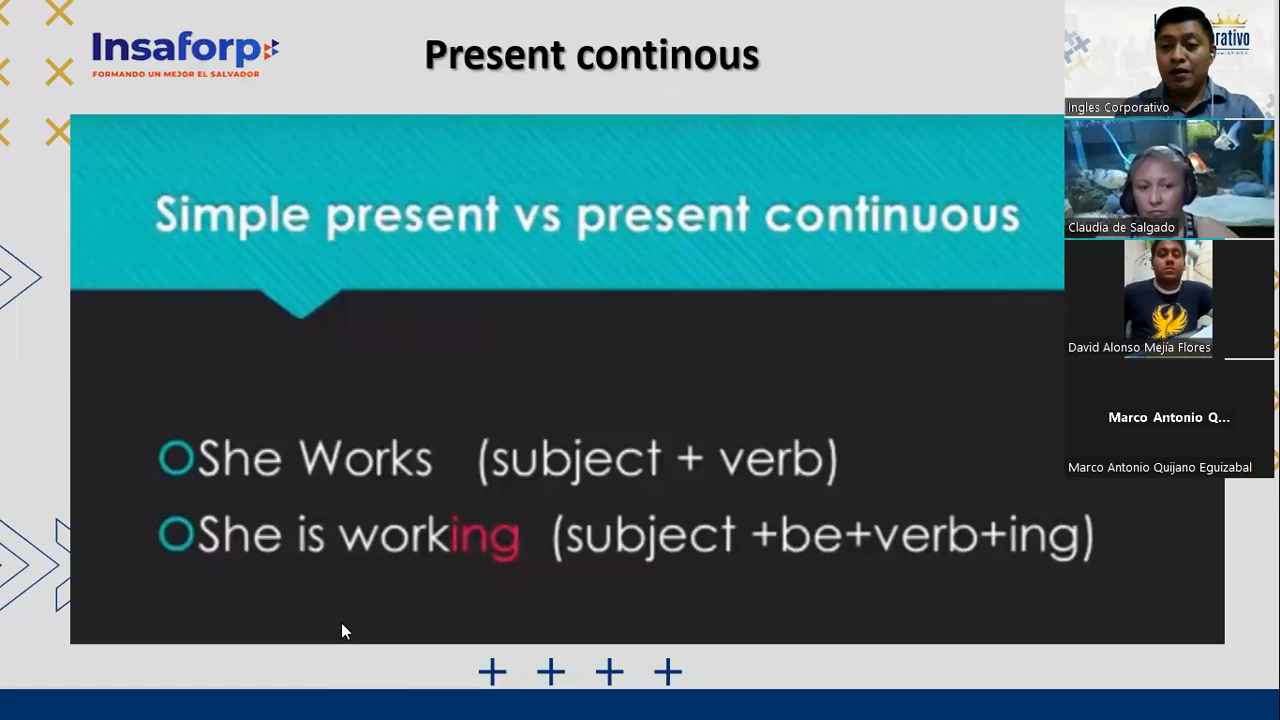 Insaforp
FORMANDO UN MEJOR EL SALVADOR
Present continous
Simple present vs present continuous
She Works (subject + verb)
She is working (subject +be+verb+ing)
Ingles Corporativo
Claudia de Salgado
David Alonso Mejía Flores
Marco Antonio Q...
Marco Antonio Quijano Eguizabal